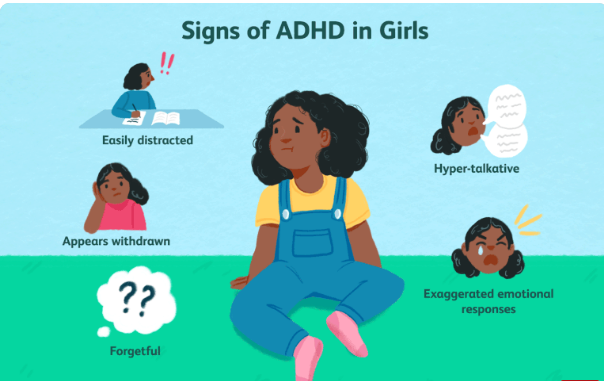 Signs of ADHD in Girls
!!
Easily distracted
Hyper-talkative
Appears withdrawn
Exaggerated emotional
responses
??
Forgetful